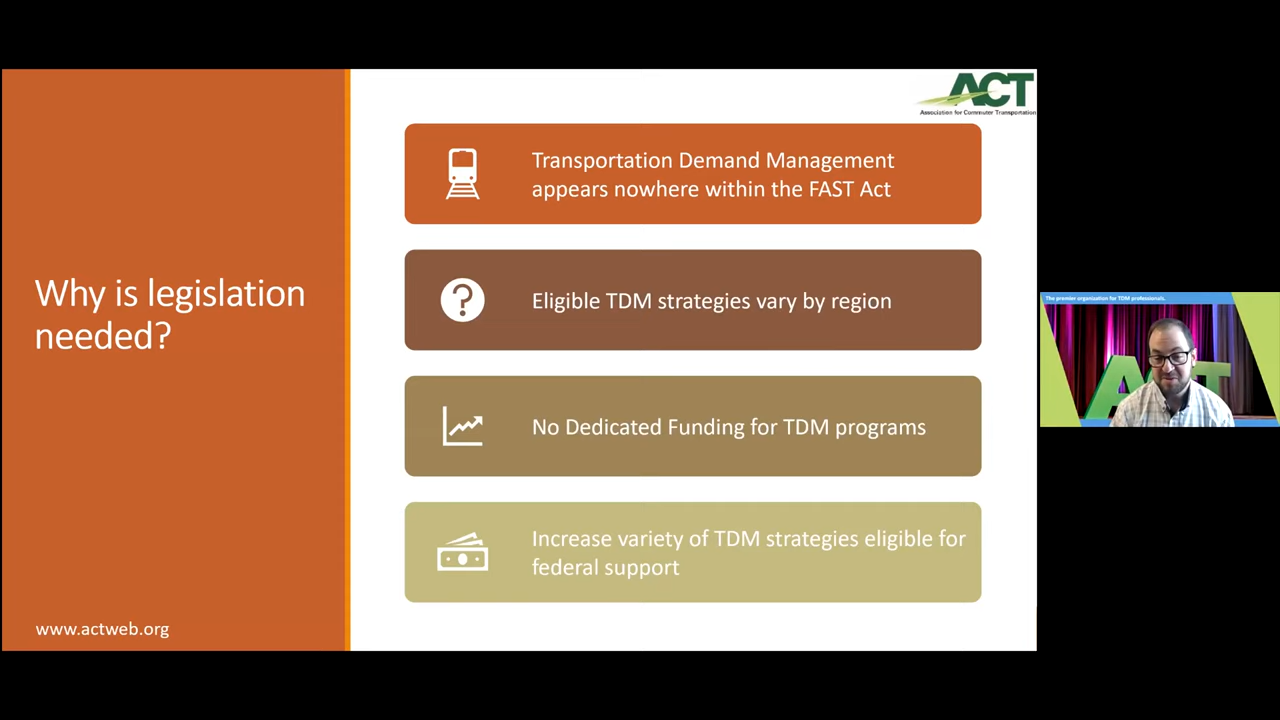 ACT
Association for Commuter Transportation
Why is legislation
needed?
Transportation Demand Management
appears nowhere within the FAST Act
Eligible TDM strategies vary by region
No Dedicated Funding for TDM programs
Increase variety of TDM strategies eligible for
federal support
www.actweb.org
The premier organization for TDM professionals.
ACT